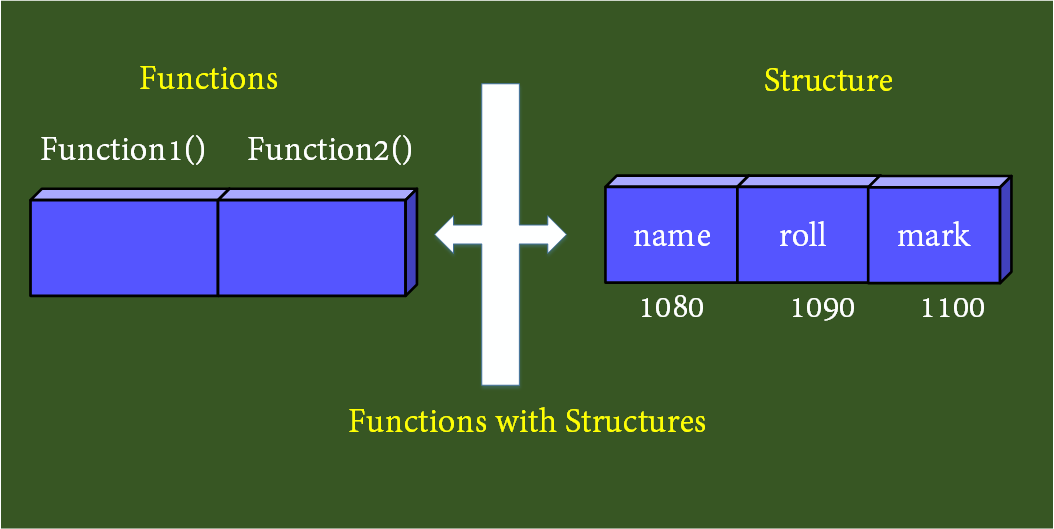 Functions
Structure
Function1()
Function2()
name
roll
mark
1080
1090
1100
Functions with Structures